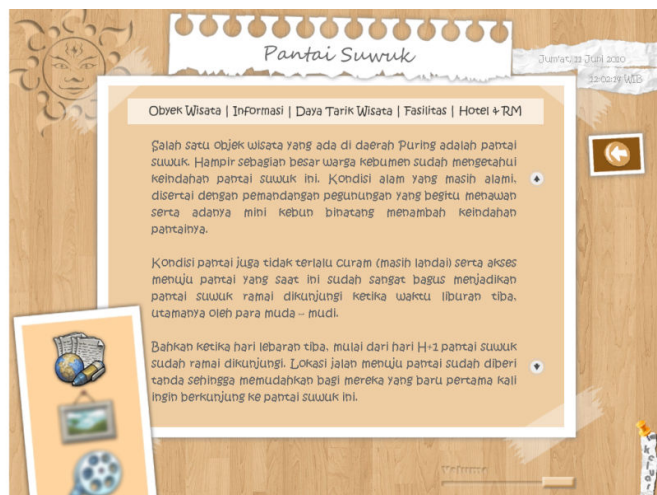 Pantai Suwuk
Jum'at, 11 Juni 2010
22:02:19 WIB
Obyek Wisata | Informasi | Daya Tarik Wisata | Fasilitas | Hotel & RM
Salah satu objek wisata yang ada di daerah Puring adalah pantai
suwuk. Hampir sebagian besar warga kebumen sudah mengetahui
keindahan pantai suwuk ini. Kondisi alam yang masih alami,
disertai dengan pemandangan pegunungan yang begitu menawan
serta adanya mini kebun binatang menambah keindahan
pantainya.
Kondisi pantai juga tidak terlalu curam (masih landai) serta akses
menuju pantai yang saat ini sudah sangat bagus menjadikan
pantai suwuk ramai dikunjungi ketika waktu liburan tiba,
utamanya oleh para muda – mudi.
Bahkan ketika hari lebaran tiba, mulai dari hari H+1 pantai suwuk
sudah ramai dikunjungi. Lokasi jalan menuju pantai sudah diberi
tanda sehingga memudahkan bagi mereka yang baru pertama kali
ingin berkunjung ke pantai suwuk ini.
Volume
keluar